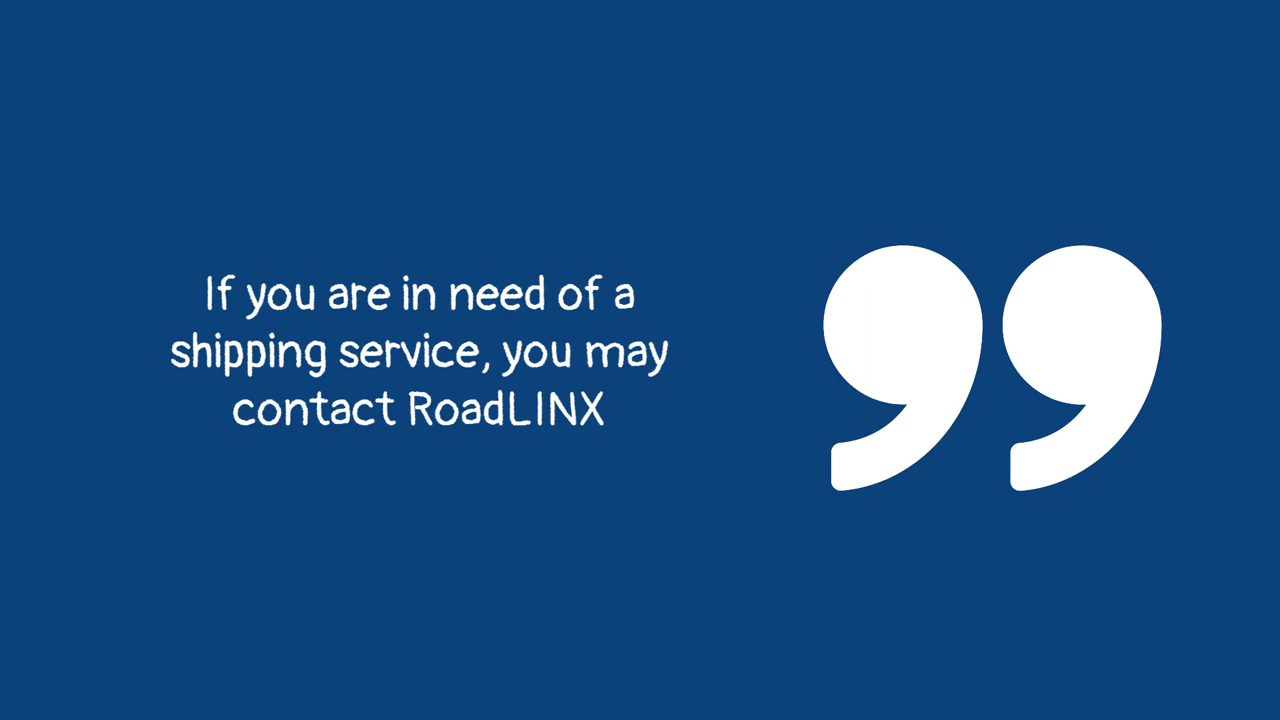 If you are in need of a
shipping service, you may
contact RoadLINX